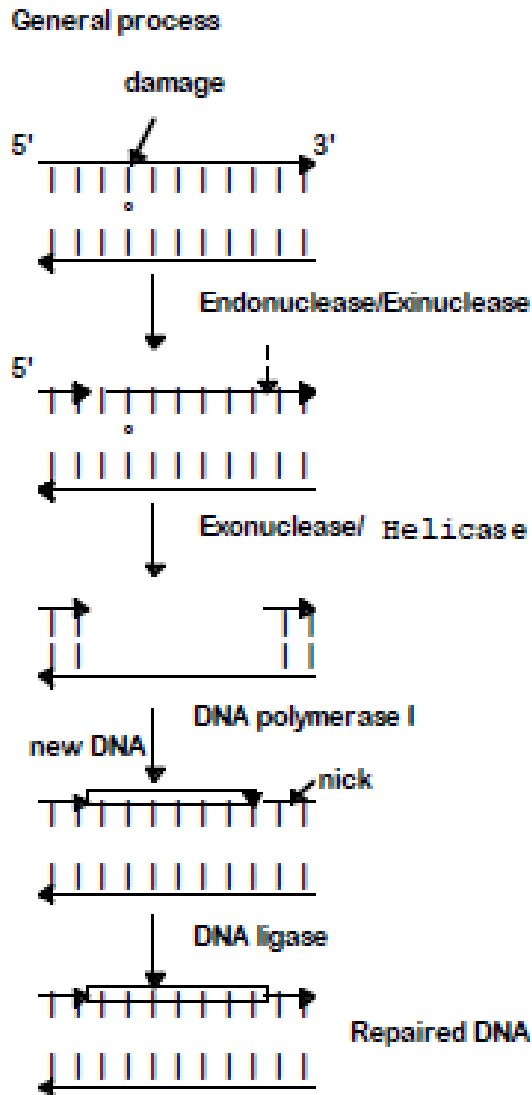 General process
damage
5' 3'
Endonuclease/Exinuclease
5'
Exonuclease/ Helicase
DNA polymerase I
new DNA
nick
DNA ligase
Repaired DNA